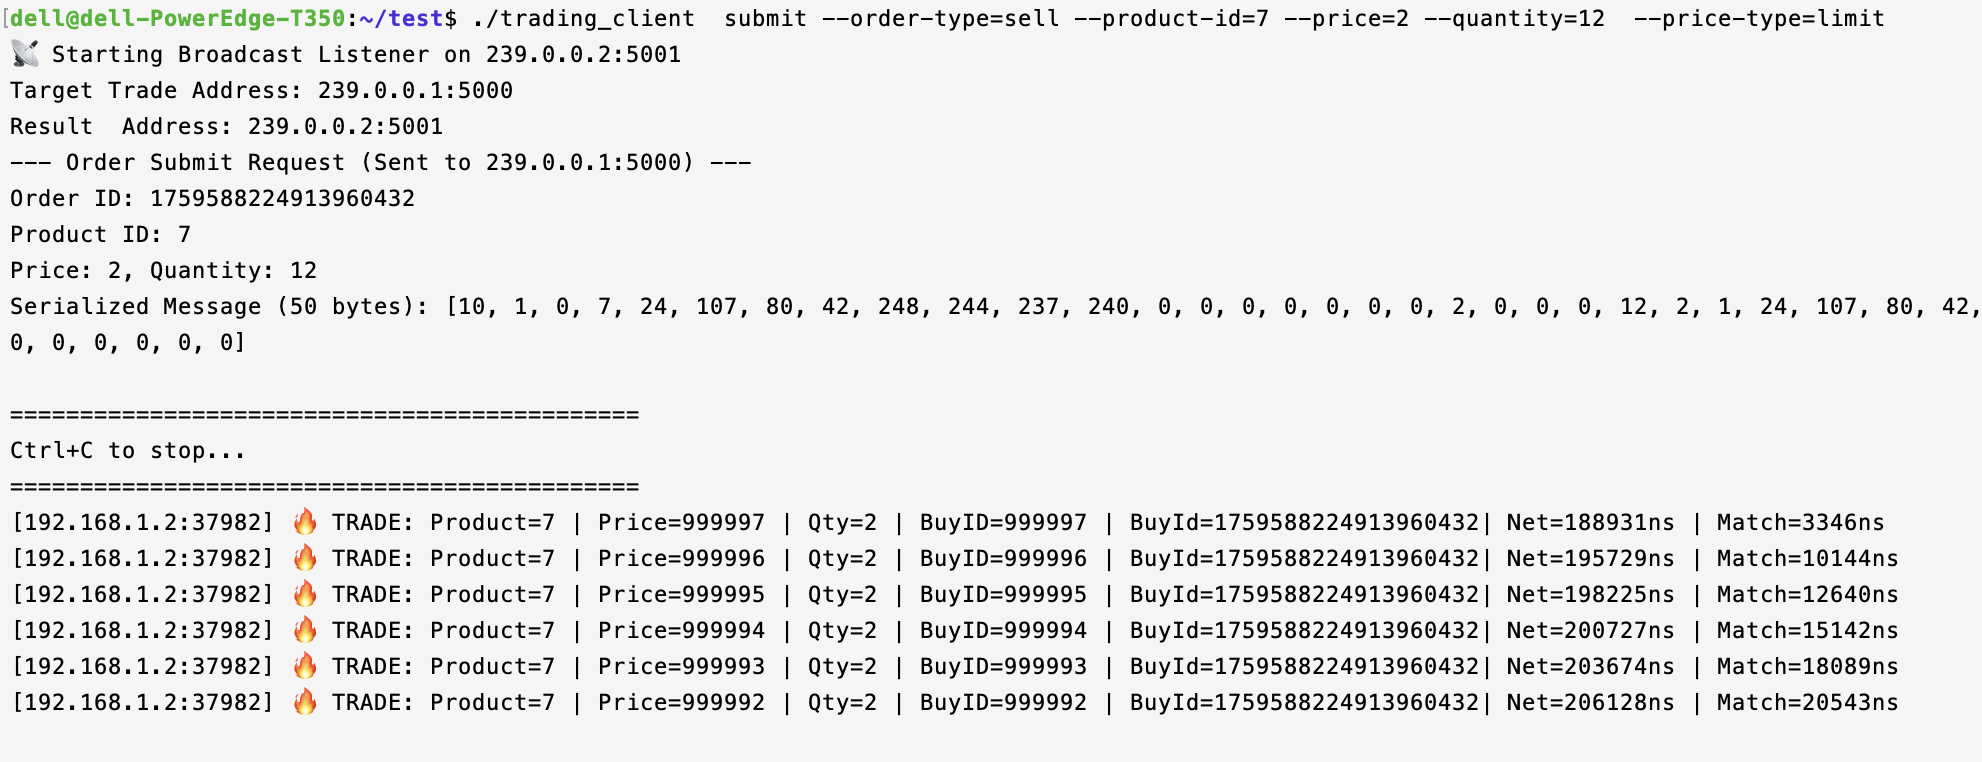 [dell@dell-PowerEdge-T350:~/test$ ./trading_client  submit --order-type=sell --product-id=7 --price=2 --quantity=12  --price-type=limit
📡 Starting Broadcast Listener on 239.0.0.2:5001
Target Trade Address: 239.0.0.1:5000
Result  Address: 239.0.0.2:5001
--- Order Submit Request (Sent to 239.0.0.1:5000) ---
Order ID: 1759588224913960432
Product ID: 7
Price: 2, Quantity: 12
Serialized Message (50 bytes): [10, 1, 0, 7, 24, 107, 80, 42, 248, 244, 237, 240, 0, 0, 0, 0, 0, 0, 0, 2, 0, 0, 0, 12, 2, 1, 24, 107, 80, 42,
0, 0, 0, 0, 0, 0]
=============================================
Ctrl+C to stop...
=============================================
[192.168.1.2:37982] 🔥 TRADE: Product=7 | Price=999997 | Qty=2 | BuyID=999997 | BuyId=1759588224913960432| Net=188931ns | Match=3346ns
[192.168.1.2:37982] 🔥 TRADE: Product=7 | Price=999996 | Qty=2 | BuyID=999996 | BuyId=1759588224913960432| Net=195729ns | Match=10144ns
[192.168.1.2:37982] 🔥 TRADE: Product=7 | Price=999995 | Qty=2 | BuyID=999995 | BuyId=1759588224913960432| Net=198225ns | Match=12640ns
[192.168.1.2:37982] 🔥 TRADE: Product=7 | Price=999994 | Qty=2 | BuyID=999994 | BuyId=1759588224913960432| Net=200727ns | Match=15142ns
[192.168.1.2:37982] 🔥 TRADE: Product=7 | Price=999993 | Qty=2 | BuyID=999993 | BuyId=1759588224913960432| Net=203674ns | Match=18089ns
[192.168.1.2:37982] 🔥 TRADE: Product=7 | Price=999992 | Qty=2 | BuyID=999992 | BuyId=1759588224913960432| Net=206128ns | Match=20543ns